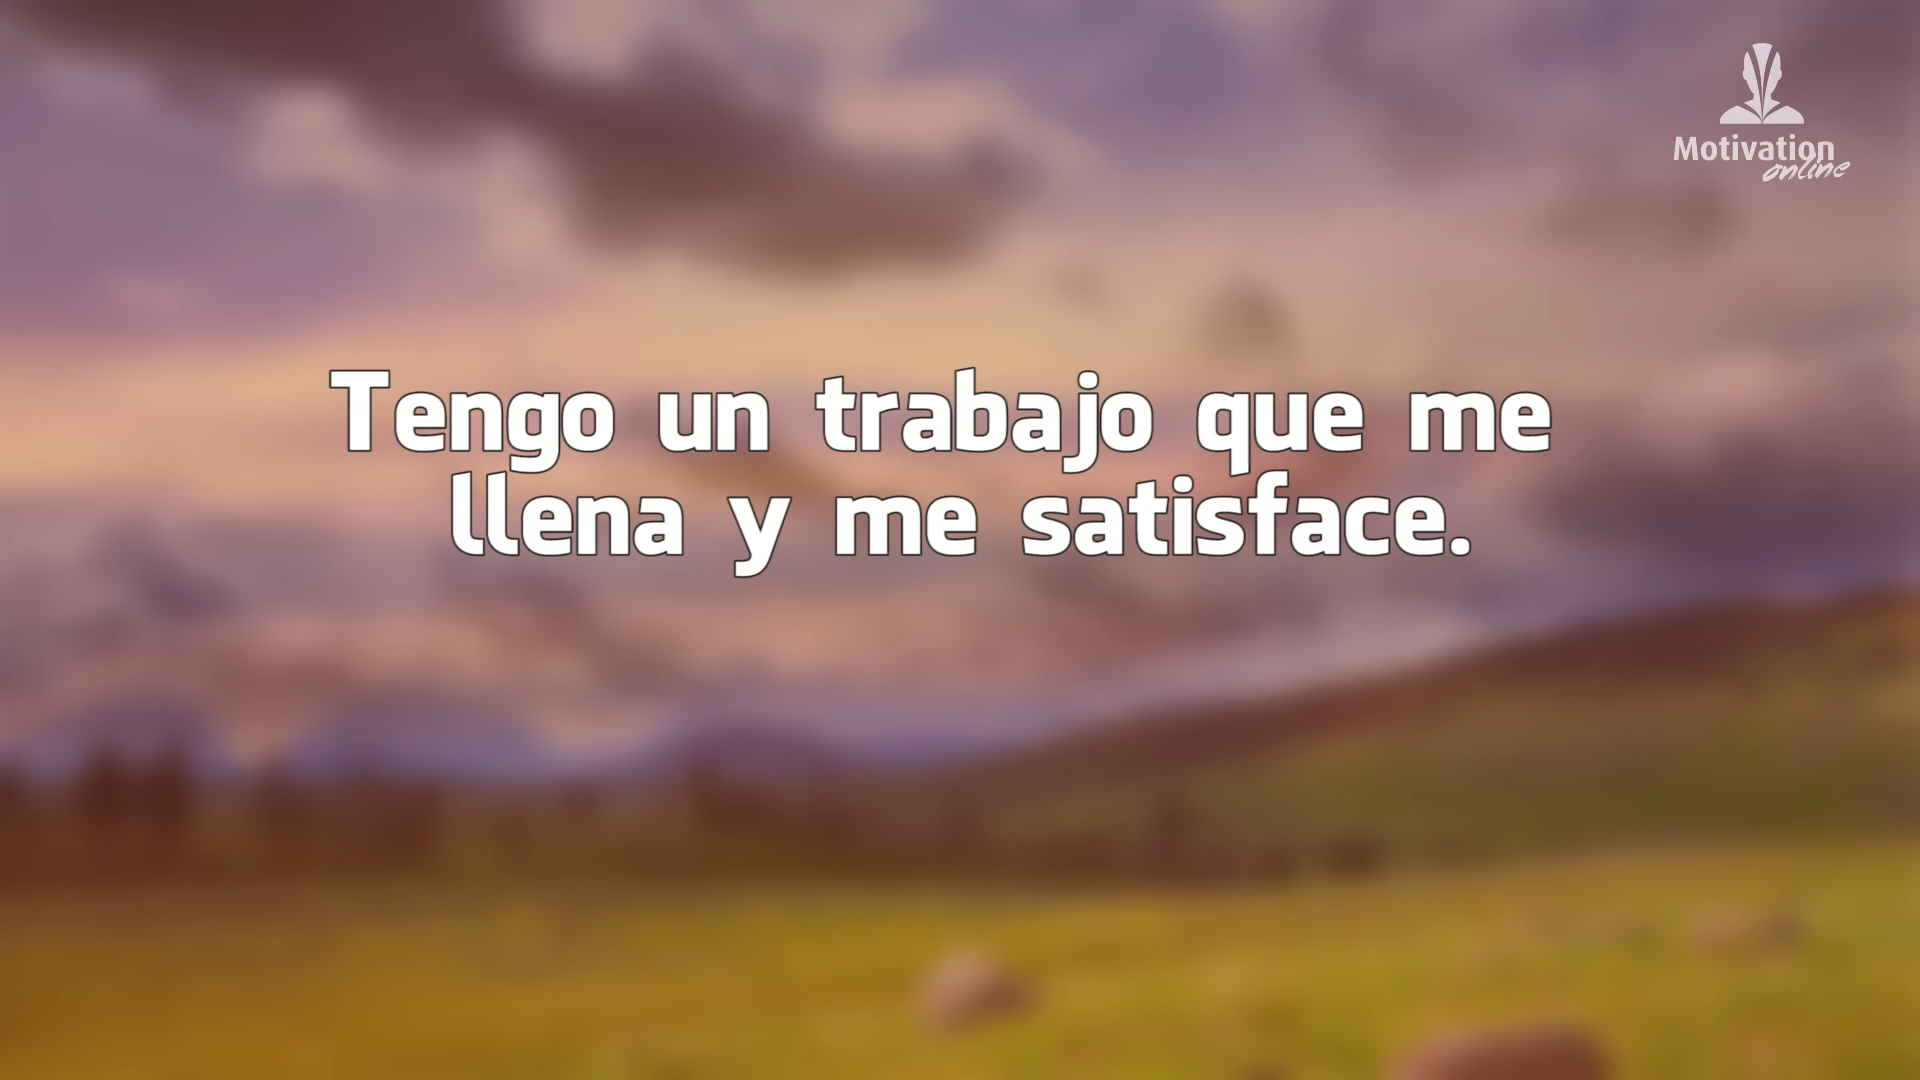 Motivation
online
Tengo un trabajo que me
llena y me satisface.